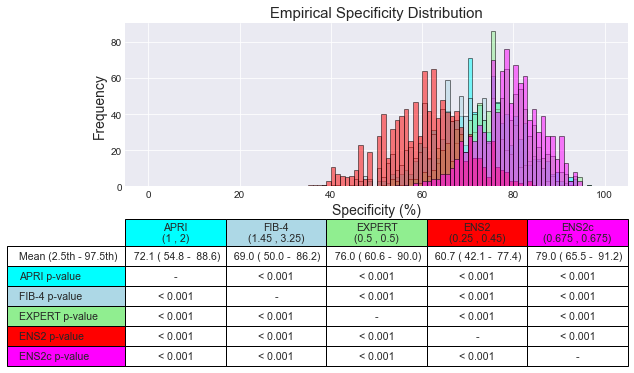 Empirical Specificity Distribution
80
60
40
20
0
Frequency
0 20 40 60 80 100
Specificity (%)
APRI FIB-4 EXPERT ENS2 ENS2c
(1 , 2) (1.45 , 3.25) (0.5 , 0.5) (0.25 , 0.45) (0.675 , 0.675)
Mean (2.5th - 97.5th) 72.1 ( 54.8 - 88.6) 69.0 ( 50.0 - 86.2) 76.0 ( 60.6 - 90.0) 60.7 ( 42.1 - 77.4) 79.0 ( 65.5 - 91.2)
APRI p-value - < 0.001 < 0.001 < 0.001 < 0.001
FIB-4 p-value < 0.001 - < 0.001 < 0.001 < 0.001
EXPERT p-value < 0.001 < 0.001 - < 0.001 < 0.001
ENS2 p-value < 0.001 < 0.001 < 0.001 - < 0.001
ENS2c p-value < 0.001 < 0.001 < 0.001 < 0.001 -